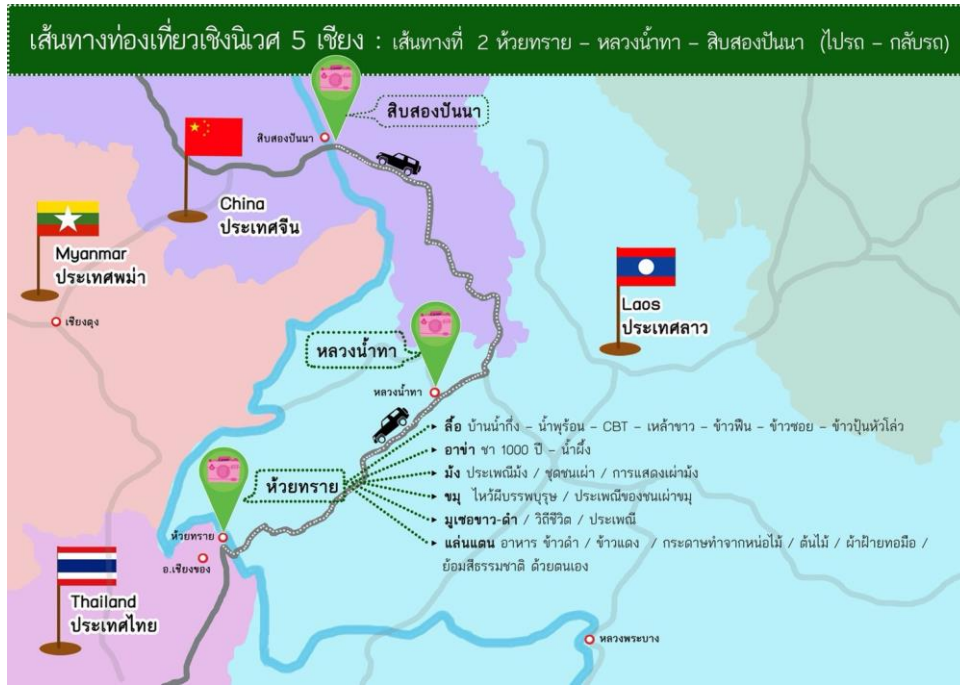 เส้นทางท่องเที่ยวเชิงนิเวศ 5 เชียง : เส้นทางที่ 2 ห้วยทราย – หลวงน้ำทา – สิบสองปันนา (ไปรถ – กลับรถ)
สิบสองปันนา
สิบสองปันนา
China
ประเทศจีน
Myanmar
ประเทศพม่า
เชียงตุง
Laos
ประเทศลาว
หลวงน้ำทา
หลวงน้ำทา
ลื้อ บ้านน้ำกึ่ง – น้ำพุร้อน – CBT – เหล้าขาว – ข้าวฟืน – ข้าวซอย – ข้าวปุ้นหัวโล่ว
อาข่า ชา 1000 ปี – น้ำผึ้ง
ม้ง ประเพณีม้ง / ชุดชนเผ่า / การแสดงเผ่าม้ง
ขมุ ไหว้ผีบรรพบุรุษ / ประเพณีของชนเผ่าขมุ
มูเซอขาว-ดำ / วิถีชีวิต / ประเพณี
แล่นแตน อาหาร ข้าวดำ / ข้าวแดง / กระดาษทำจากหน่อไม้ / ต้นไม้ / ผ้าฝ้ายทอมือ /
ย้อมสีธรรมชาติ ด้วยตนเอง
ห้วยทราย
ห้วยทราย
อ.เชียงของ
Thailand
ประเทศไทย
หลวงพระบาง